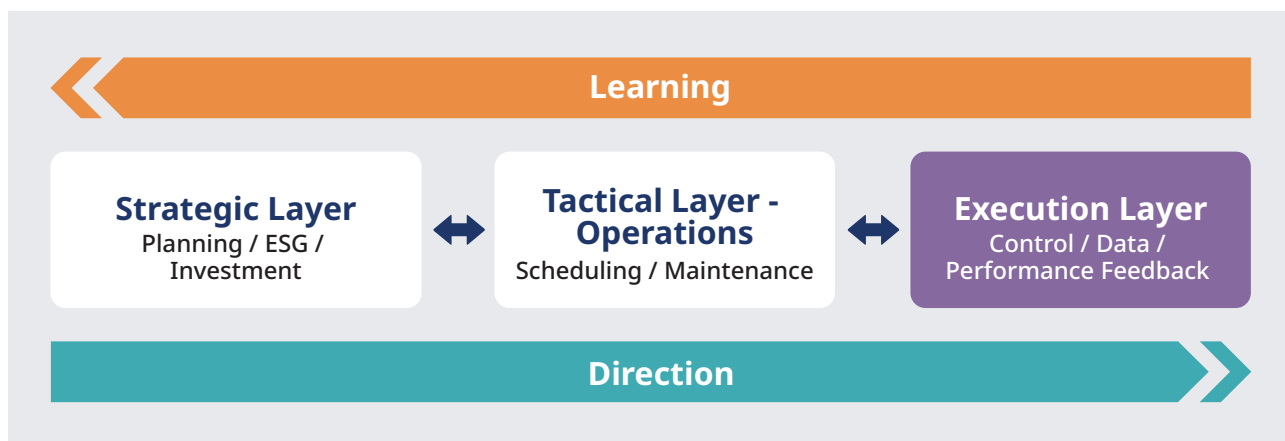 Learning
Strategic Layer
Planning / ESG /
Investment
Tactical Layer -
Operations
Scheduling / Maintenance
Execution Layer
Control / Data /
Performance Feedback
Direction